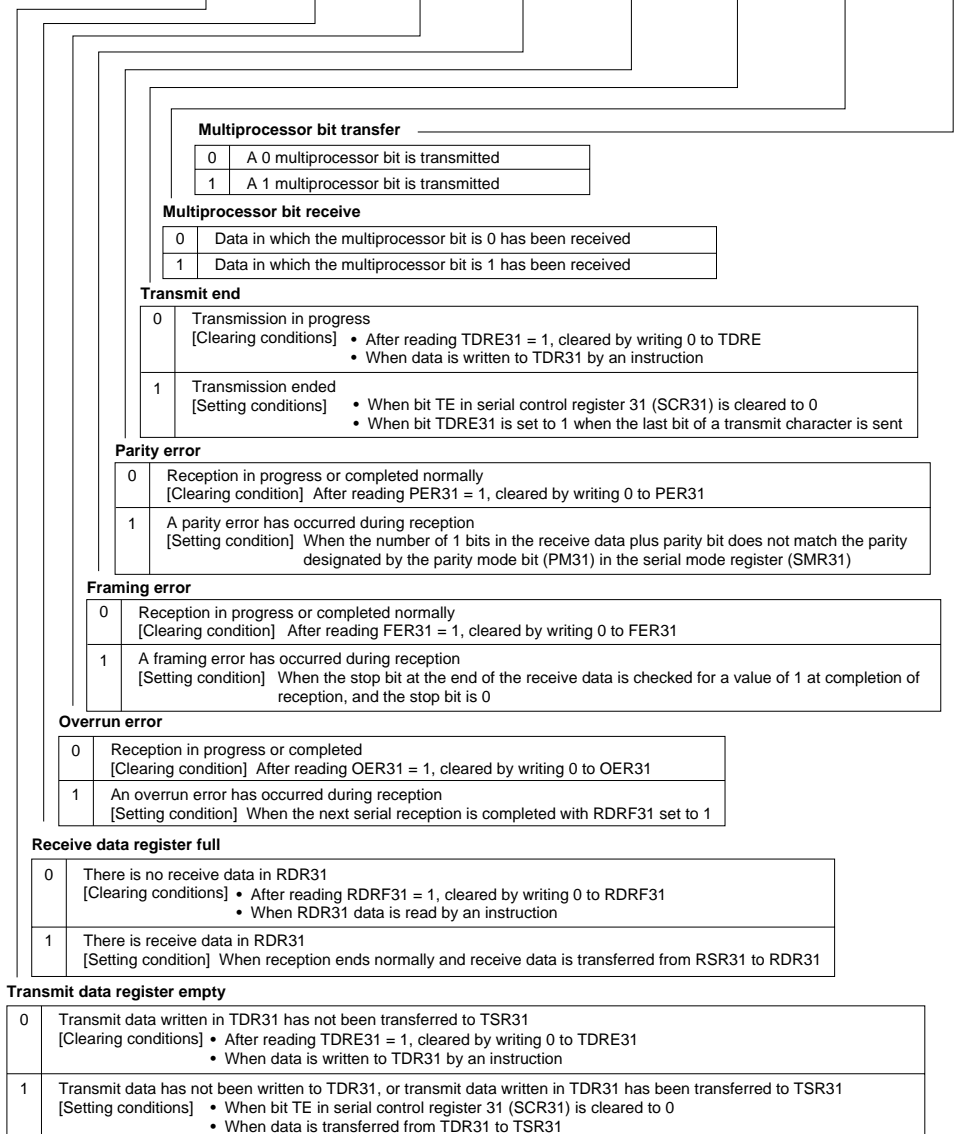 Multiprocessor bit transfer
0 A 0 multiprocessor bit is transmitted
1 A 1 multiprocessor bit is transmitted
Multiprocessor bit receive
0 Data in which the multiprocessor bit is 0 has been received
1 Data in which the multiprocessor bit is 1 has been received
Transmit end
0 Transmission in progress
[Clearing conditions] • After reading TDRE31 = 1, cleared by writing 0 to TDRE
• When data is written to TDR31 by an instruction
1 Transmission ended
[Setting conditions] • When bit TE in serial control register 31 (SCR31) is cleared to 0
• When bit TDRE31 is set to 1 when the last bit of a transmit character is sent
Parity error
0 Reception in progress or completed normally
[Clearing condition] After reading PER31 = 1, cleared by writing 0 to PER31
1 A parity error has occurred during reception
[Setting condition] When the number of 1 bits in the receive data plus parity bit does not match the parity
designated by the parity mode bit (PM31) in the serial mode register (SMR31)
Framing error
0 Reception in progress or completed normally
[Clearing condition] After reading FER31 = 1, cleared by writing 0 to FER31
1 A framing error has occurred during reception
[Setting condition] When the stop bit at the end of the receive data is checked for a value of 1 at completion of
reception, and the stop bit is 0
Overrun error
0 Reception in progress or completed
[Clearing condition] After reading OER31 = 1, cleared by writing 0 to OER31
1 An overrun error has occurred during reception
[Setting condition] When the next serial reception is completed with RDRF31 set to 1
Receive data register full
0 There is no receive data in RDR31
[Clearing conditions] • After reading RDRF31 = 1, cleared by writing 0 to RDRF31
• When RDR31 data is read by an instruction
1 There is receive data in RDR31
[Setting condition] When reception ends normally and receive data is transferred from RSR31 to RDR31
Transmit data register empty
0 Transmit data written in TDR31 has not been transferred to TSR31
[Clearing conditions] • After reading TDRE31 = 1, cleared by writing 0 to TDRE31
• When data is written to TDR31 by an instruction
1 Transmit data has not been written to TDR31, or transmit data written in TDR31 has been transferred to TSR31
[Setting conditions] • When bit TE in serial control register 31 (SCR31) is cleared to 0
• When data is transferred from TDR31 to TSR31